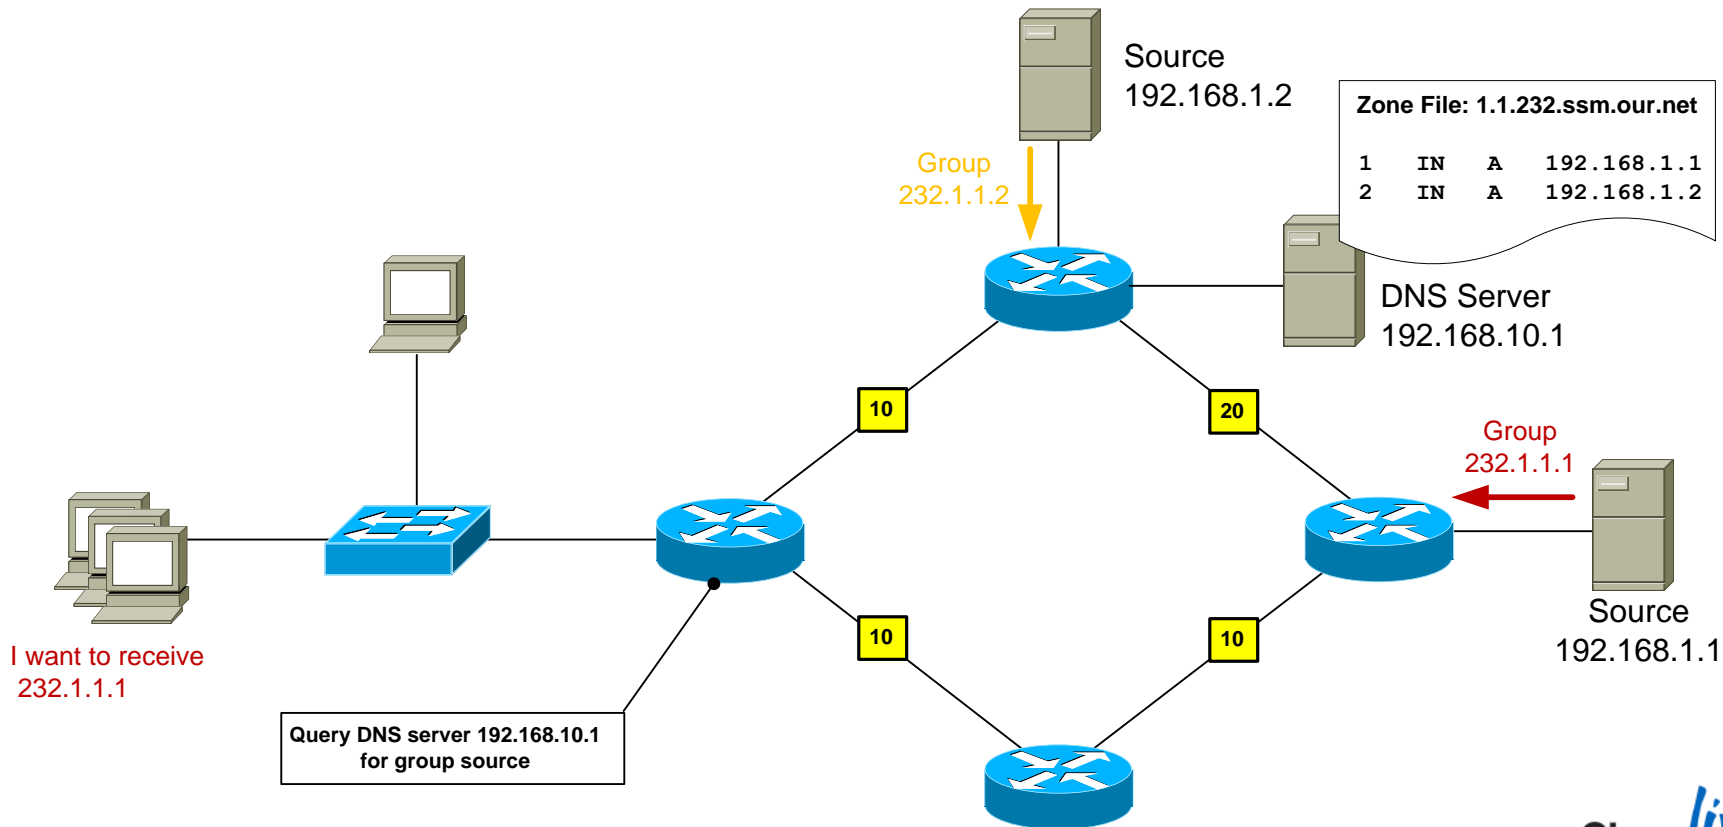 Source
192.168.1.2
Zone File: 1.1.232.ssm.our.net
1 IN A 192.168.1.1
2 IN A 192.168.1.2
Group
232.1.1.2
DNS Server
192.168.10.1
10
20
Group
232.1.1.1
I want to receive
232.1.1.1
10
10
Source
192.168.1.1
Query DNS server 192.168.10.1
for group source